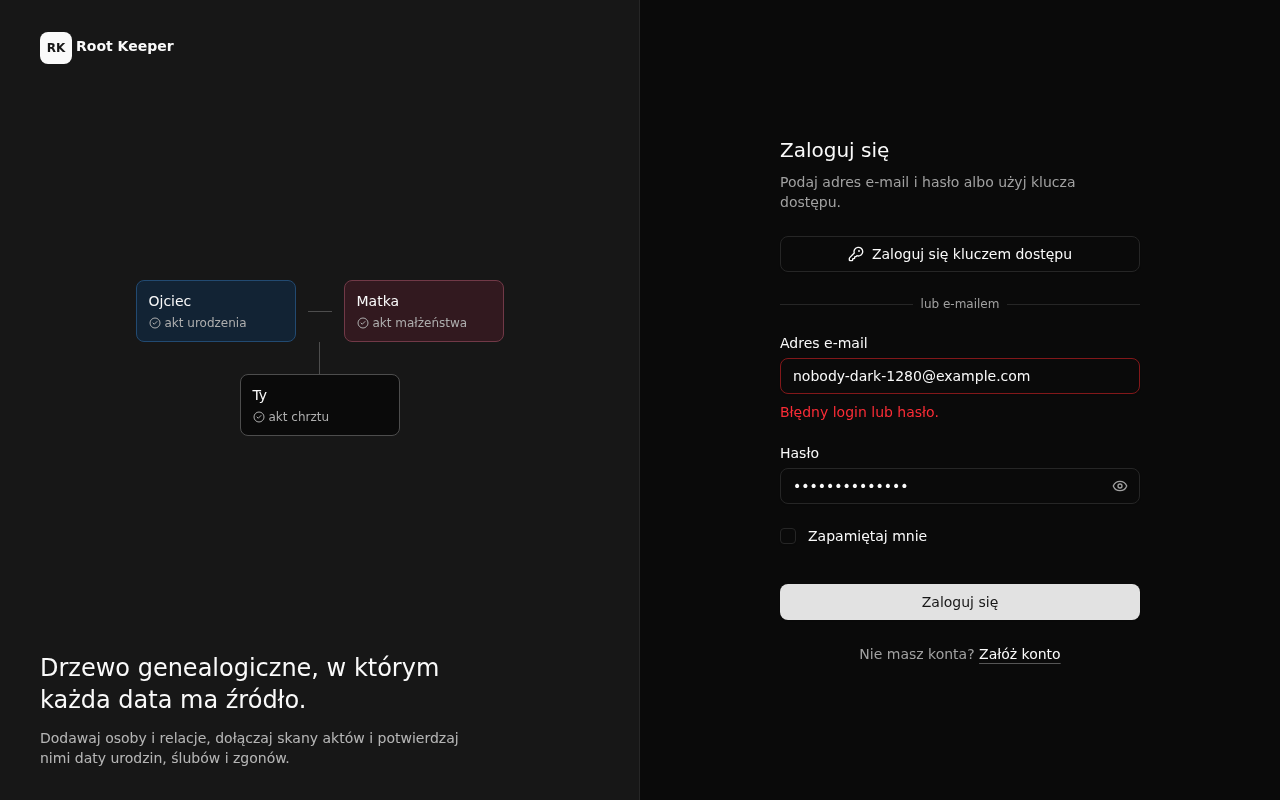 RK Root Keeper
Ojciec
akt urodzenia
Matka
akt małżeństwa
Ty
akt chrztu
Drzewo genealogiczne, w którym
każda data ma źródło.
Dodawaj osoby i relacje, dołączaj skany aktów i potwierdzaj
nimi daty urodzin, ślubów i zgonów.
Zaloguj się
Podaj adres e-mail i hasło albo użyj klucza
dostępu.
Zaloguj się kluczem dostępu
lub e-mailem
Adres e-mail
nobody-dark-1280@example.com
Błędny login lub hasło.
Hasło
••••••••••••••
Zapamiętaj mnie
Zaloguj się
Nie masz konta? Załóż konto